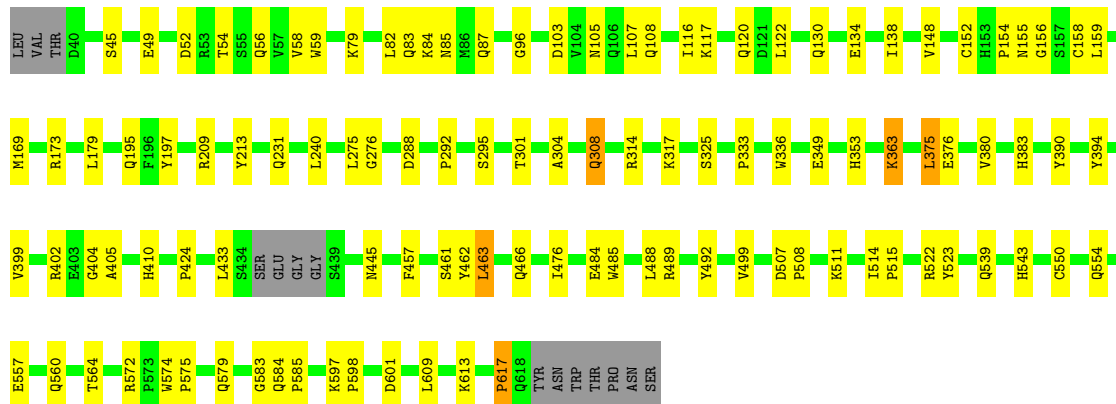 LEU VAL THR D40 S45 E49 D52 R53 T54 S55 Q56 V57 V58 W59 K79 L82 Q83 K84 N85 M86 Q87 G96 D103 V104 N105 Q106 L107 Q108 I116 K117 Q120 D121 L122 Q130 E134 I138 V148 C152 H153 P154 N155 G156 S157 C158 L159
M169 R173 L179 Q195 F196 Y197 R209 Y213 Q231 L240 L275 G276 D288 P292 S295 T301 A304 Q308 R314 K317 S325 P333 W336 E349 H353 K363 L375 E376 V380 H383 Y390 Y394
V399 R402 E403 G404 A405 H410 P424 L433 S434 SER GLU GLY GLY S439 N445 F457 S461 Y462 L463 Q466 I476 E484 W485 L488 R489 Y492 V499 D507 P508 K511 I514 P515 R522 Y523 Q539 H543 C550 Q554
E557 Q560 T564 R572 P573 W574 P575 Q579 G583 Q584 P585 K597 P598 D601 L609 K613 P617 Q618 TYR ASN TRP THR PRO ASN SER